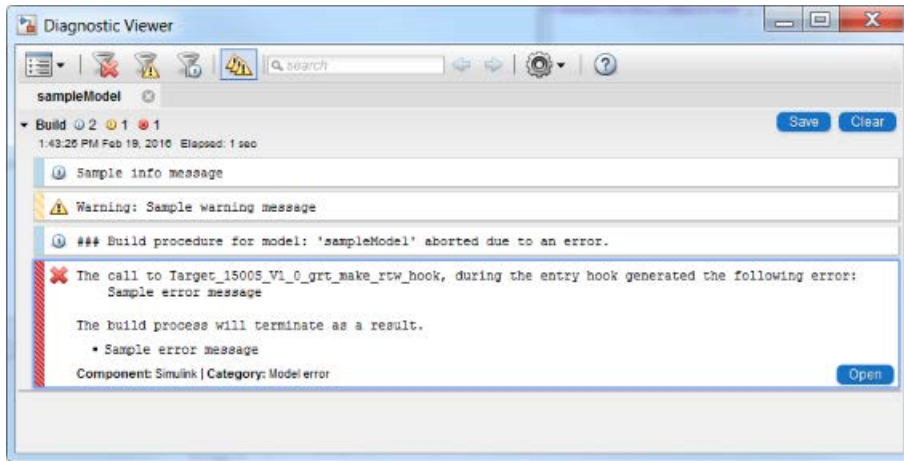 Diagnostic Viewer
search
sampleModel
Build 2 1 1
Save Clear
1:43:26 PM Feb 19, 2016 Elapsed: 1 sec
Sample info message
Warning: Sample warning message
### Build procedure for model: 'sampleModel' aborted due to an error.
The call to Target_1500S_V1_0_grt_make_rtw_hook, during the entry hook generated the following error:
Sample error message
The build process will terminate as a result.
• Sample error message
Component: Simulink | Category: Model error
Open